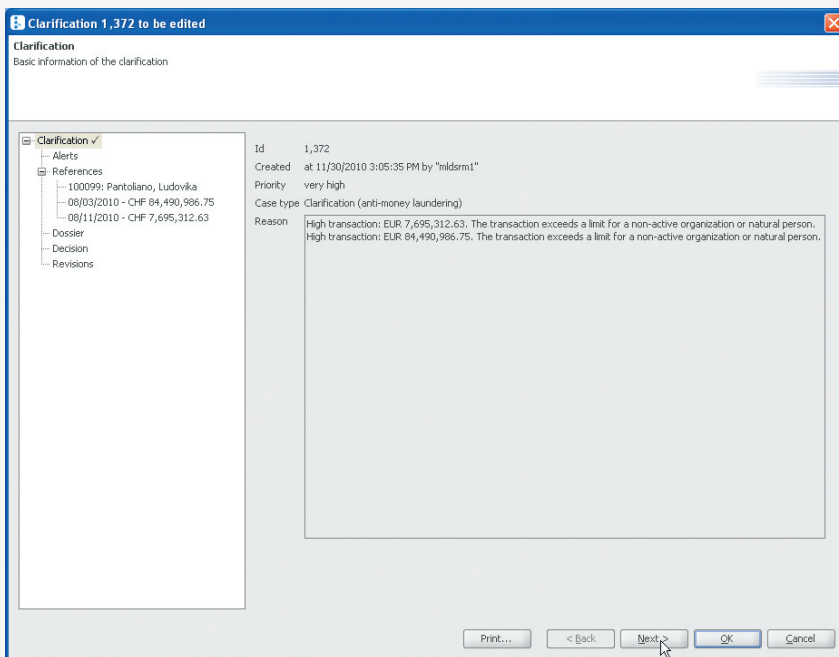 Clarification 1,372 to be edited
Clarification
Basic information of the clarification
Clarification ✓
Alerts
References
100099: Pantoliano, Ludovika
08/03/2010 - CHF 84,490,986.75
08/11/2010 - CHF 7,695,312.63
Dossier
Decision
Revisions
Id 1,372
Created at 11/30/2010 3:05:35 PM by "mldsrm1"
Priority very high
Case type Clarification (anti-money laundering)
Reason High transaction: EUR 7,695,312.63. The transaction exceeds a limit for a non-active organization or natural person.
High transaction: EUR 84,490,986.75. The transaction exceeds a limit for a non-active organization or natural person.
Print... < Back Next > OK Cancel